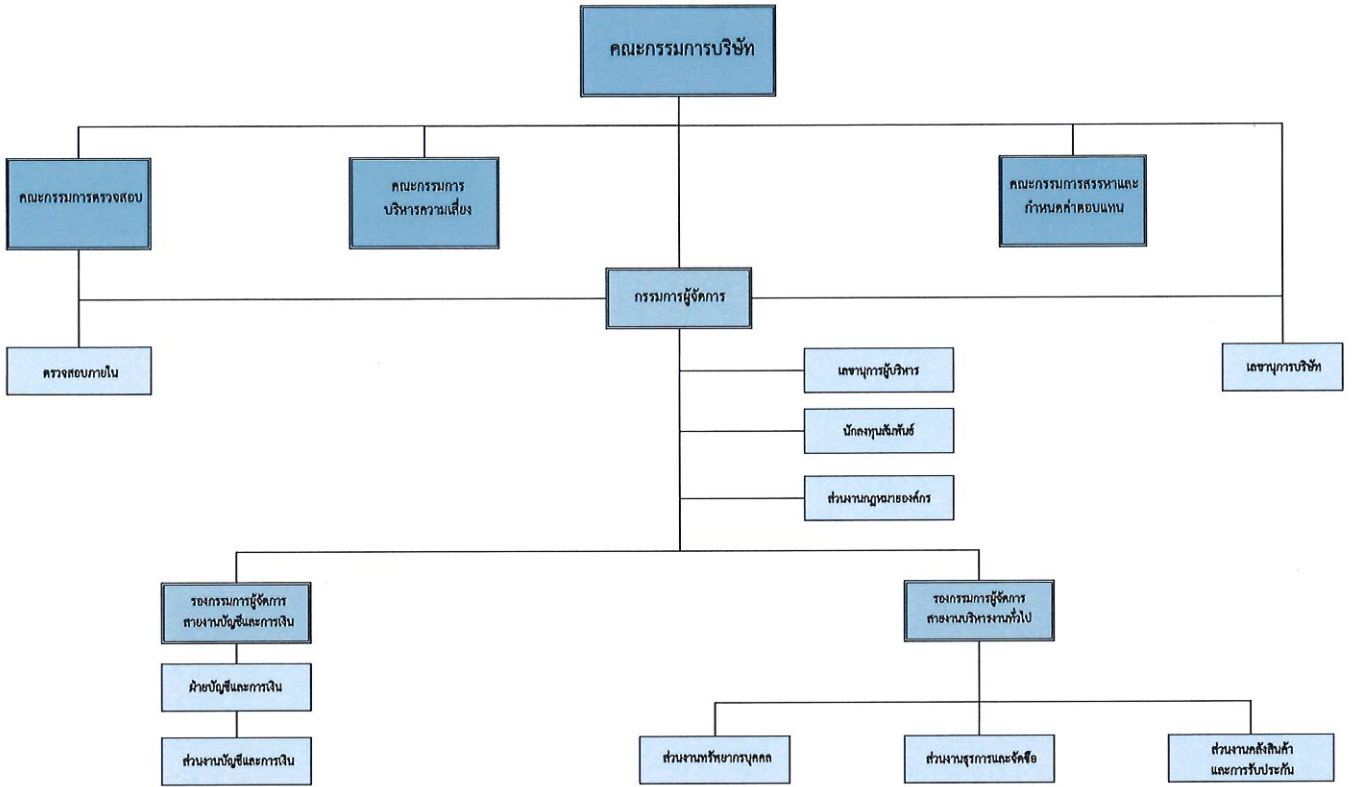 คณะกรรมการบริษัท
คณะกรรมการตรวจสอบ
คณะกรรมการ
บริหารความเสี่ยง
คณะกรรมการสรรหาและ
กำหนดค่าตอบแทน
กรรมการผู้จัดการ
ตรวจสอบภายใน
เลขานุการผู้บริหาร
เลขานุการบริษัท
นักลงทุนสัมพันธ์
ส่วนงานกฎหมายองค์กร
รองกรรมการผู้จัดการ
สายงานบัญชีและการเงิน
รองกรรมการผู้จัดการ
สายงานบริหารงานทั่วไป
ฝ่ายบัญชีและการเงิน
ส่วนงานบัญชีและการเงิน
ส่วนงานทรัพยากรบุคคล
ส่วนงานธุรการและจัดซื้อ
ส่วนงานคลังสินค้า
และการรับประกัน